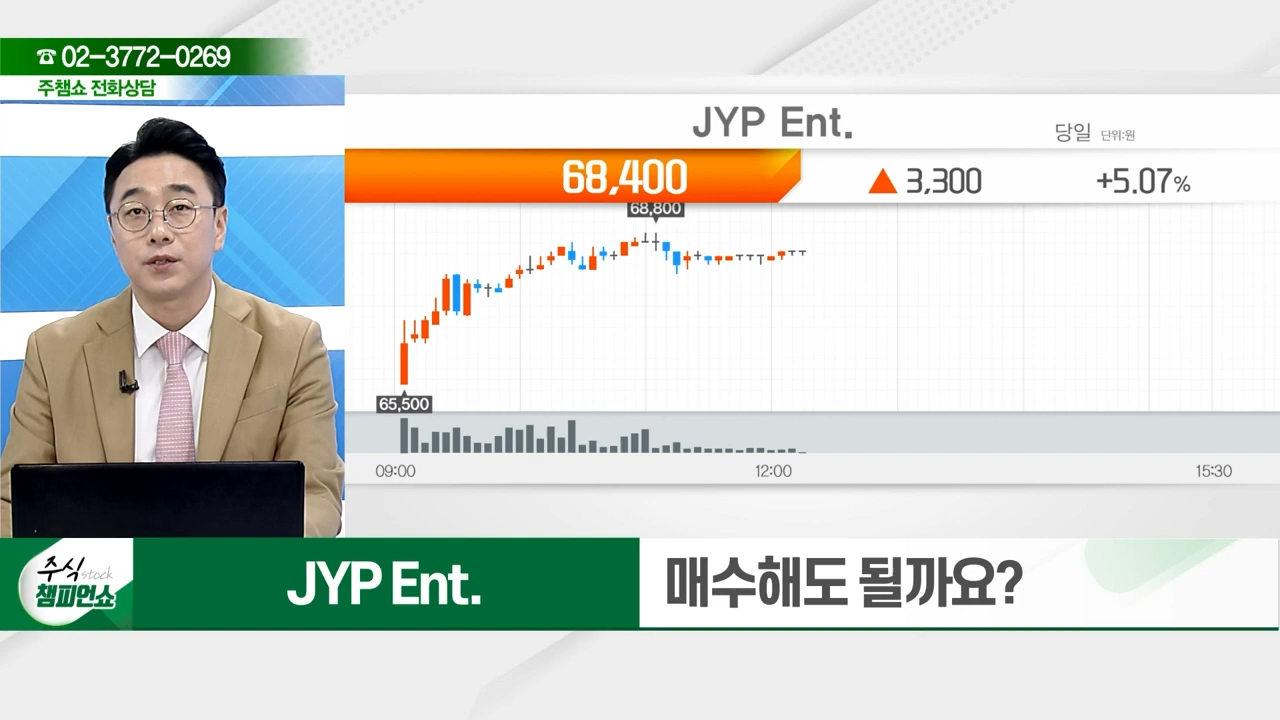 ☎ 02-3772-0269
주챔쇼 전화상담
JYP Ent.
당일 단위:원
68,400 ▲ 3,300 +5.07%
68,800
65,500
09:00 12:00 15:30
주식 stock
챔피언쇼
JYP Ent. 매수해도 될까요?